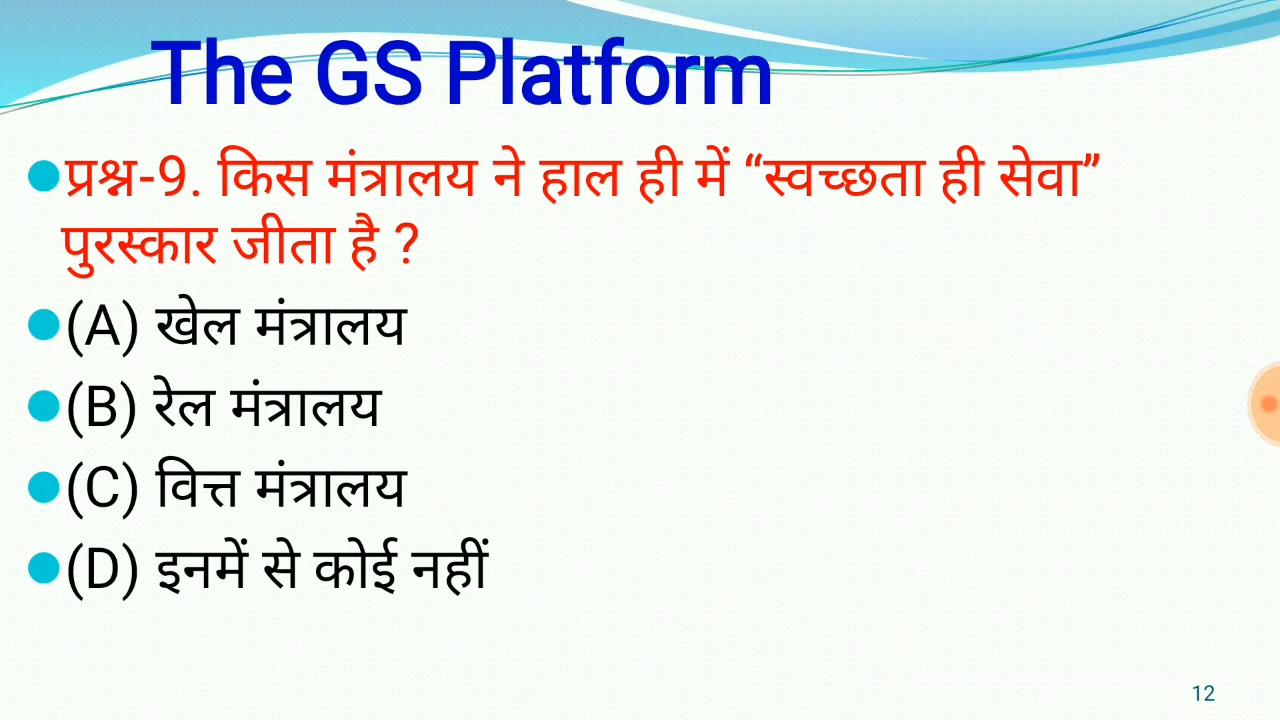 The GS Platform
प्रश्न-9. किस मंत्रालय ने हाल ही में “स्वच्छता ही सेवा”
पुरस्कार जीता है ?
(A) खेल मंत्रालय
(B) रेल मंत्रालय
(C) वित्त मंत्रालय
(D) इनमें से कोई नहीं
12